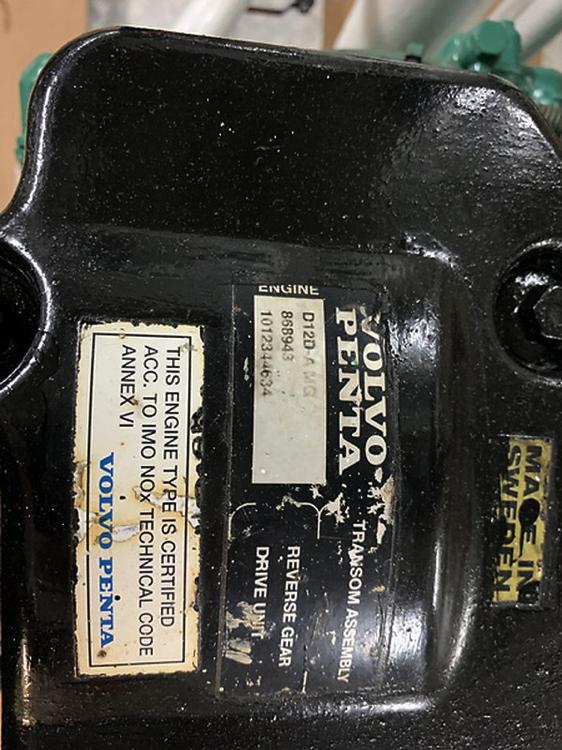 VOLVO
PENTA
ENGINE
D12D-A MG
868943
1012344634
TRANSOM ASSEMBLY
REVERSE GEAR
DRIVE UNIT
THIS ENGINE TYPE IS CERTIFIED
ACC. TO IMO NOx TECHNICAL CODE
ANNEX VI
VOLVO PENTA
MADE IN
SWEDEN